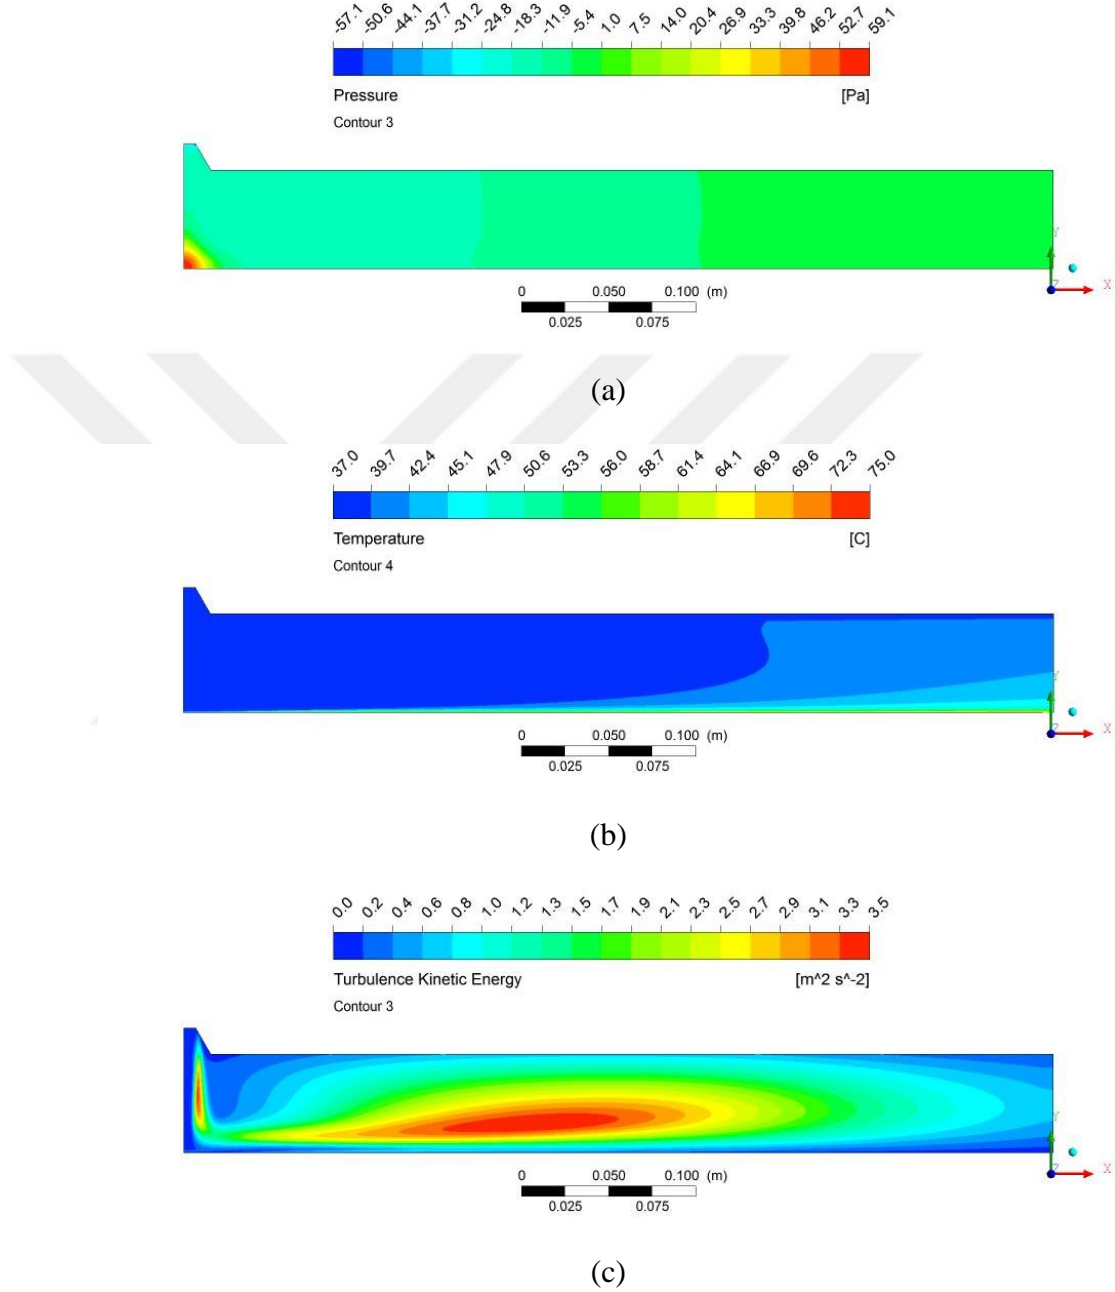 -57.1 -50.6 -44.1 -37.7 -31.2 -24.8 -18.3 -11.9 -5.4 1.0 7.5 14.0 20.4 26.9 33.3 39.8 46.2 52.7 59.1
Pressure [Pa]
Contour 3
Y
Z X
0 0.050 0.100 (m)
0.025 0.075
(a)
37.0 39.7 42.4 45.1 47.9 50.6 53.3 56.0 58.7 61.4 64.1 66.9 69.6 72.3 75.0
Temperature [C]
Contour 4
Y
Z X
0 0.050 0.100 (m)
0.025 0.075
(b)
0.0 0.2 0.4 0.6 0.8 1.0 1.2 1.3 1.5 1.7 1.9 2.1 2.3 2.5 2.7 2.9 3.1 3.3 3.5
Turbulence Kinetic Energy [m^2 s^-2]
Contour 3
Y
Z X
0 0.050 0.100 (m)
0.025 0.075
(c)